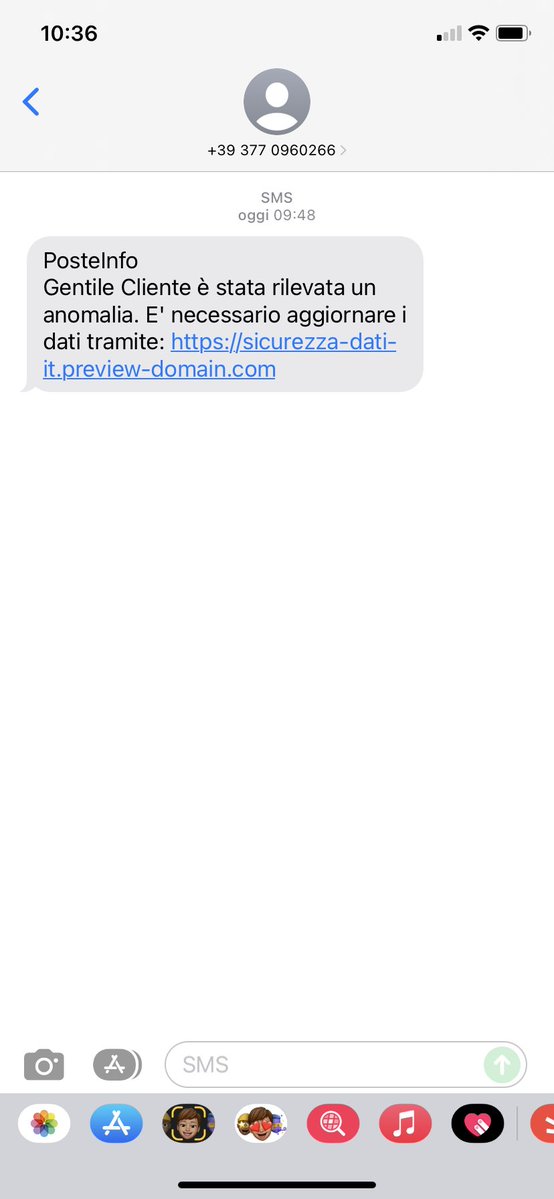 10:36
+39 377 0960266
SMS
oggi 09:48
PosteInfo
Gentile Cliente è stata rilevata un
anomalia. E' necessario aggiornare i
dati tramite: https://sicurezza-dati-
it.preview-domain.com
SMS